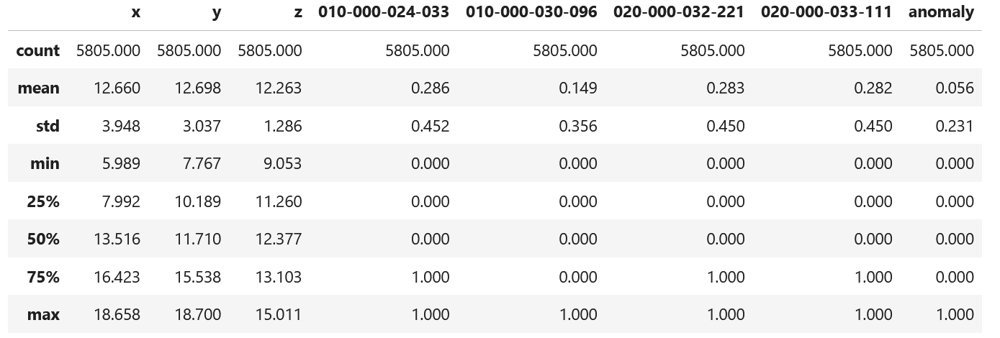 x y z 010-000-024-033 010-000-030-096 020-000-032-221 020-000-033-111 anomaly
count 5805.000 5805.000 5805.000 5805.000 5805.000 5805.000 5805.000 5805.000
mean 12.660 12.698 12.263 0.286 0.149 0.283 0.282 0.056
std 3.948 3.037 1.286 0.452 0.356 0.450 0.450 0.231
min 5.989 7.767 9.053 0.000 0.000 0.000 0.000 0.000
25% 7.992 10.189 11.260 0.000 0.000 0.000 0.000 0.000
50% 13.516 11.710 12.377 0.000 0.000 0.000 0.000 0.000
75% 16.423 15.538 13.103 1.000 0.000 1.000 1.000 0.000
max 18.658 18.700 15.011 1.000 1.000 1.000 1.000 1.000